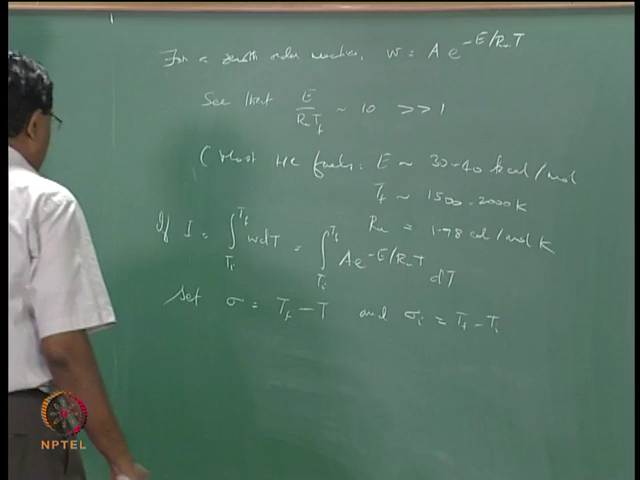 For a zeroth order reaction, w = A e^{-E/R_u T}
See that E/(R_u T_f) ~ 10 >> 1
(Most HC fuels: E ~ 30-40 kcal/mol
T_f ~ 1500-2000K
R_u = 1.98 cal/mol K
If I = ∫_{T_i}^{T_f} w dT = ∫_{T_i}^{T_f} A e^{-E/R_u T} dT
Set σ = T_f - T and σ_i = T_f - T_i
NPTEL